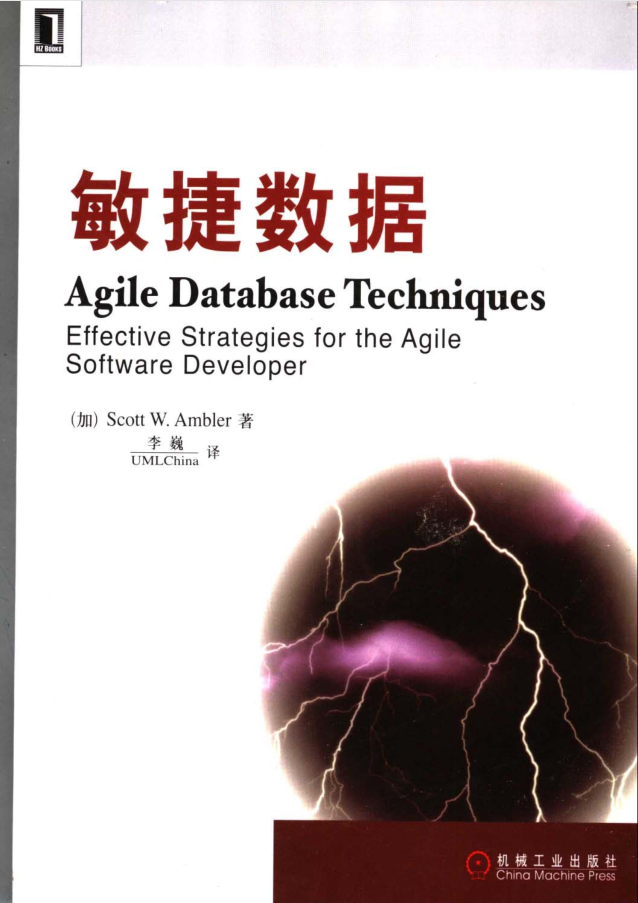 HZ BOOKS
敏捷数据
Agile Database Techniques
Effective Strategies for the Agile
Software Developer
(加) Scott W. Ambler 著
李 巍
UMLChina 译
机械工业出版社
China Machine Press